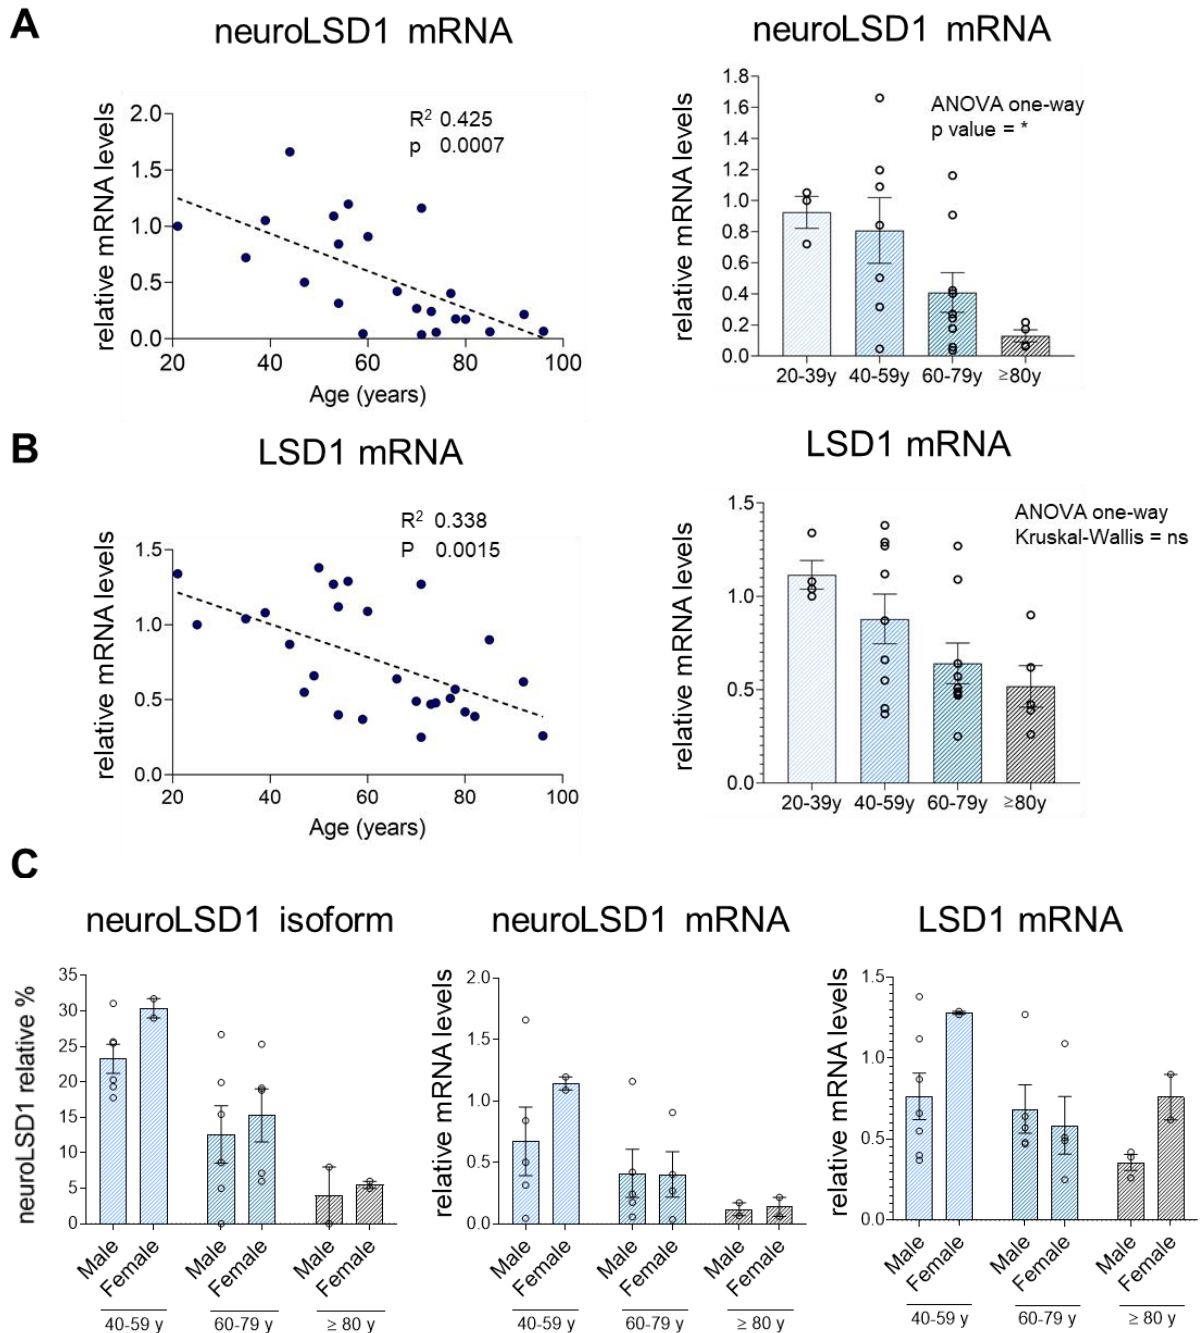 A
neuroLSD1 mRNA
relative mRNA levels
2.0
1.5
1.0
0.5
0.0
R² 0.425
p 0.0007
20 40 60 80 100
Age (years)
neuroLSD1 mRNA
relative mRNA levels
1.8
1.6
1.4
1.2
1.0
0.8
0.6
0.4
0.2
0.0
ANOVA one-way
p value = *
20-39y 40-59y 60-79y ≥80y
B
LSD1 mRNA
relative mRNA levels
1.5
1.0
0.5
0.0
R² 0.338
P 0.0015
20 40 60 80 100
Age (years)
LSD1 mRNA
relative mRNA levels
1.5
1.0
0.5
0.0
ANOVA one-way
Kruskal-Wallis = ns
20-39y 40-59y 60-79y ≥80y
C
neuroLSD1 isoform
neuroLSD1 relative %
35
30
25
20
15
10
5
0
Male Female Male Female Male Female
40-59 y 60-79 y ≥ 80 y
neuroLSD1 mRNA
relative mRNA levels
2.0
1.5
1.0
0.5
0.0
Male Female Male Female Male Female
40-59 y 60-79 y ≥ 80 y
LSD1 mRNA
relative mRNA levels
1.5
1.0
0.5
0.0
Male Female Male Female Male Female
40-59 y 60-79 y ≥ 80 y